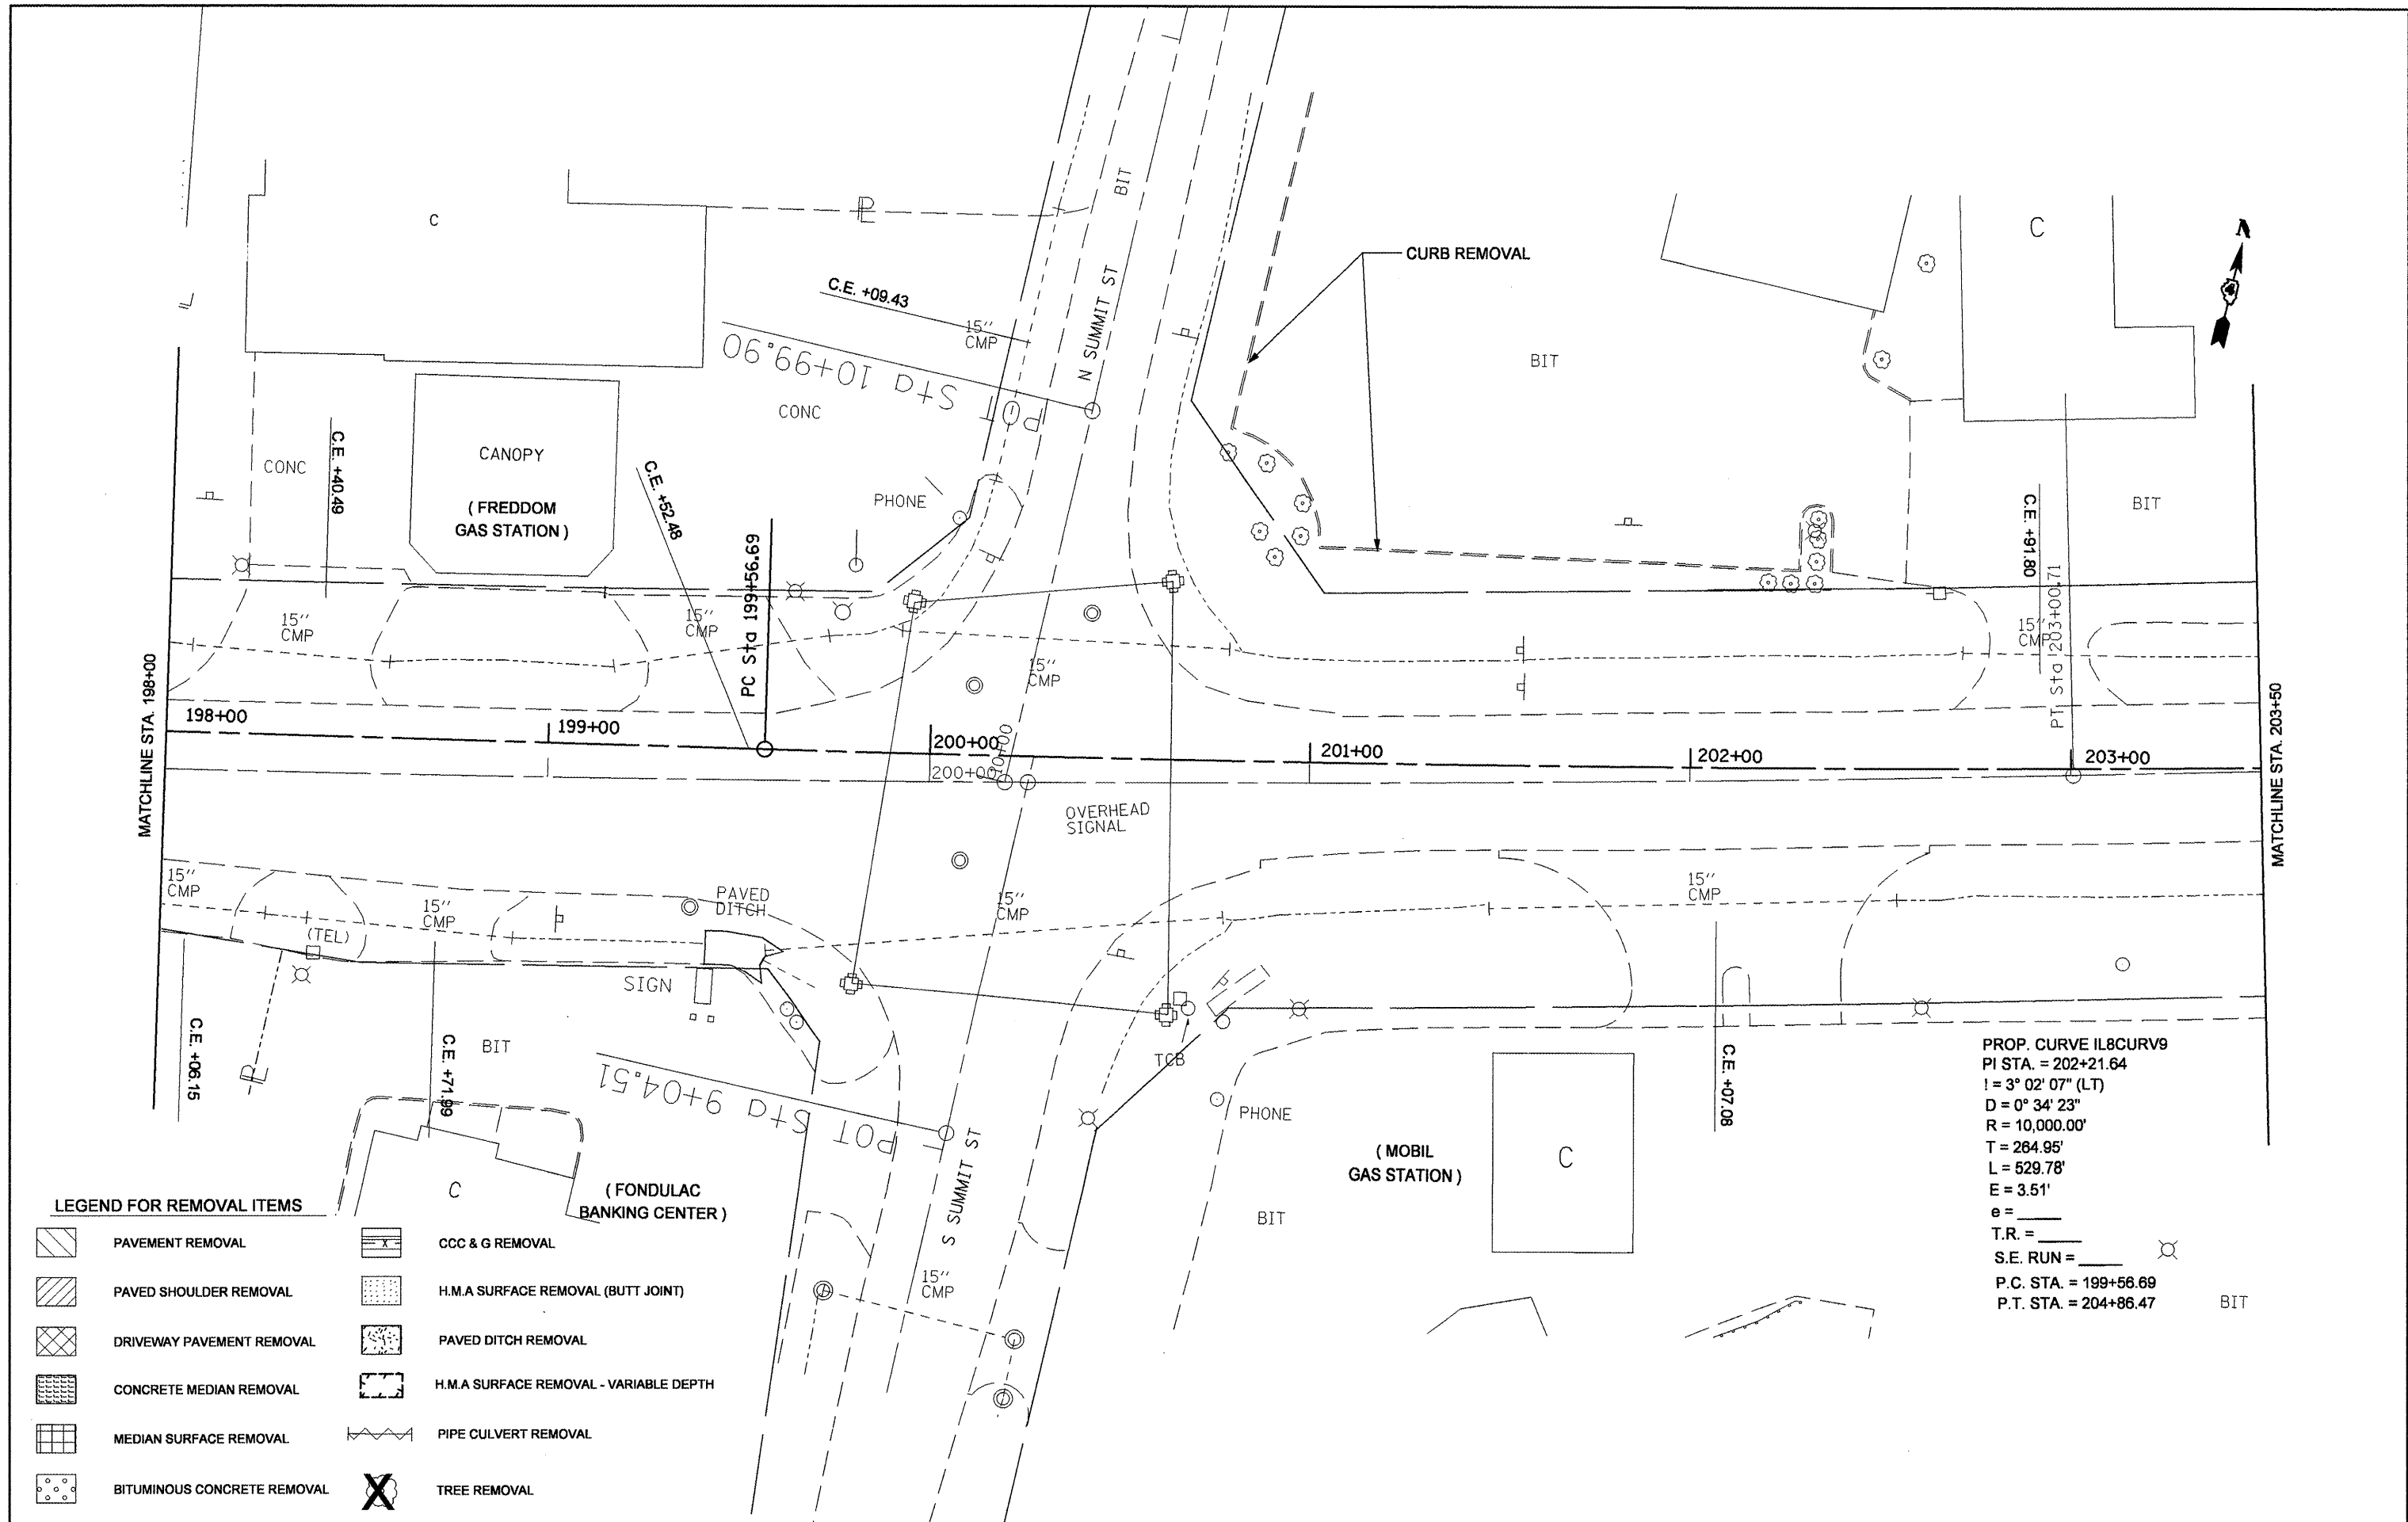 BIT
C
C
CURB REMOVAL
C.E. +09.43
15" CMP
N SUMMIT ST
POT Sta 10+99.90
BIT
CONC
CONC
C.E. +40.49
CANOPY
( FREDDOM
GAS STATION )
C.E. +52.48
PHONE
PC Sta 199+56.69
BIT
C.E. +91.80
PT Sta 203+00.71
15"
CMP
15"
CMP
15"
CMP
15"
CMP
MATCHLINE STA. 198+00
198+00
199+00
200+00
200+00
10+00
201+00
202+00
203+00
MATCHLINE STA. 203+50
OVERHEAD
SIGNAL
15"
CMP
15"
CMP
PAVED
DITCH
15"
CMP
15"
CMP
(TEL)
SIGN
C.E. +06.15
PL
PL
C.E. +71.99
BIT
POT Sta 9+04.51
TCB
PHONE
C.E. +07.08
( MOBIL
GAS STATION )
C
BIT
S SUMMIT ST
15"
CMP
C
( FONDULAC
BANKING CENTER )
PROP. CURVE IL8CURV9
PI STA. = 202+21.64
! = 3° 02' 07" (LT)
D = 0° 34' 23"
R = 10,000.00'
T = 264.95'
L = 529.78'
E = 3.51'
e = _____
T.R. = _____
S.E. RUN = _____
P.C. STA. = 199+56.69
P.T. STA. = 204+86.47
BIT
LEGEND FOR REMOVAL ITEMS
PAVEMENT REMOVAL
PAVED SHOULDER REMOVAL
DRIVEWAY PAVEMENT REMOVAL
CONCRETE MEDIAN REMOVAL
MEDIAN SURFACE REMOVAL
BITUMINOUS CONCRETE REMOVAL
CCC & G REMOVAL
H.M.A SURFACE REMOVAL (BUTT JOINT)
PAVED DITCH REMOVAL
H.M.A SURFACE REMOVAL - VARIABLE DEPTH
PIPE CULVERT REMOVAL
X TREE REMOVAL